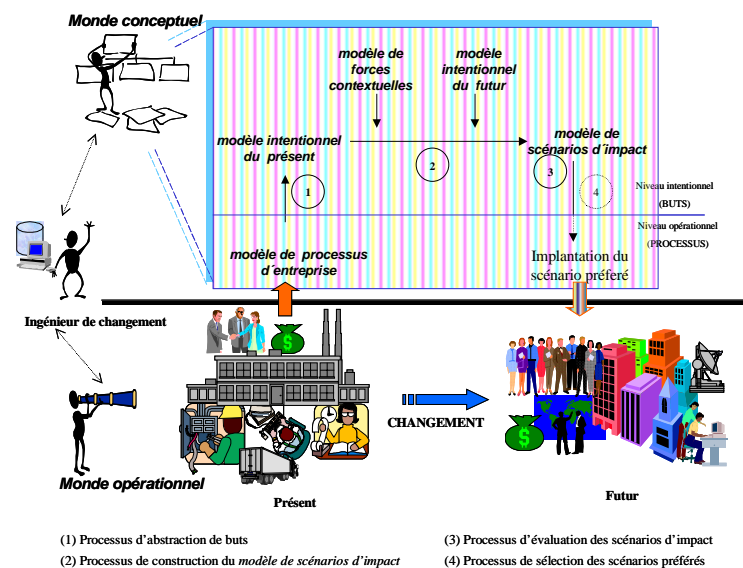 Monde conceptuel
modèle de
forces
contextuelles
modèle
intentionnel
du futur
modèle intentionnel
du présent
modèle de
scénarios d´impact
1
2
3
4
Niveau intentionnel
(BUTS)
Niveau opérationnel
(PROCESSUS)
modèle de processus
d´entreprise
Implantation du
scénario préferé
Ingénieur de changement
$
CHANGEMENT
$
Monde opérationnel
Présent
Futur
(1) Processus d’abstraction de buts
(2) Processus de construction du modèle de scénarios d’impact
(3) Processus d’évaluation des scénarios d’impact
(4) Processus de sélection des scénarios préférés